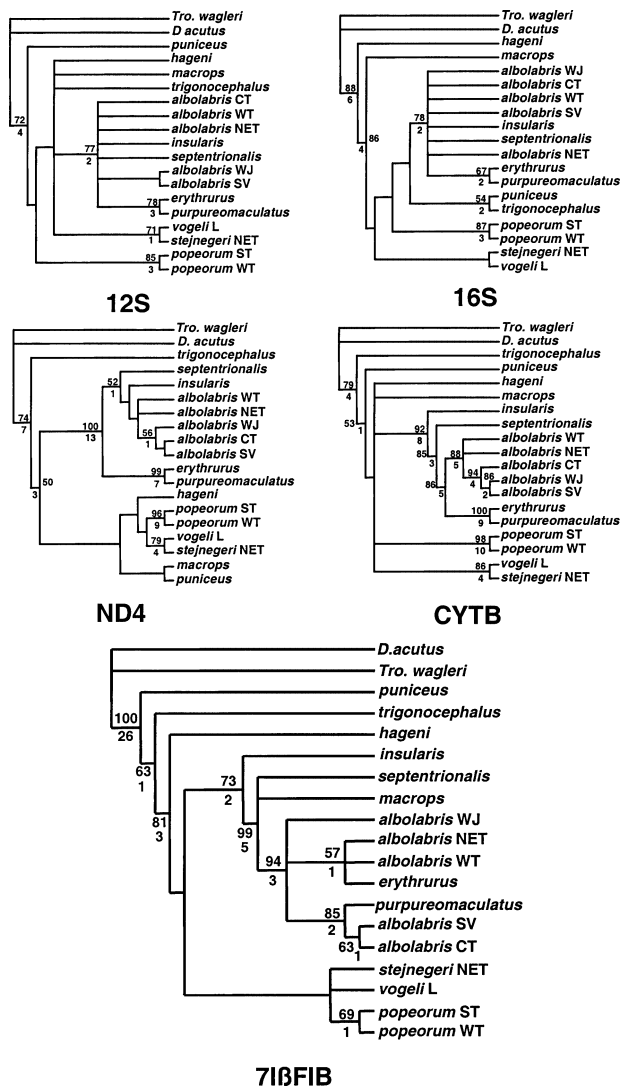 Tro. wagleri
D acutus
puniceus
hageni
macrops
trigonocephalus
albolabris CT
albolabris WT
albolabris NET
insularis
septentrionalis
albolabris WJ
albolabris SV
erythrurus
purpureomaculatus
vogeli L
stejnegeri NET
popeorum ST
popeorum WT
72
4
77
2
78
3
71
1
85
3
12S
Tro. wagleri
D. acutus
hageni
macrops
albolabris WJ
albolabris CT
albolabris WT
albolabris SV
insularis
septentrionalis
albolabris NET
erythrurus
purpureomaculatus
puniceus
trigonocephalus
popeorum ST
popeorum WT
stejnegeri NET
vogeli L
88
6
4
86
78
2
67
2
54
2
87
3
16S
Tro. wagleri
D. acutus
trigonocephalus
septentrionalis
insularis
albolabris WT
albolabris NET
albolabris WJ
albolabris CT
albolabris SV
erythrurus
purpureomaculatus
hageni
popeorum ST
popeorum WT
vogeli L
stejnegeri NET
macrops
puniceus
74
7
3
50
100
13
52
1
56
1
99
7
96
9
79
4
ND4
Tro. wagleri
D. acutus
trigonocephalus
puniceus
hageni
macrops
insularis
septentrionalis
albolabris WT
albolabris NET
albolabris CT
albolabris WJ
albolabris SV
erythrurus
purpureomaculatus
popeorum ST
popeorum WT
vogeli L
stejnegeri NET
79
4
53
1
92
8
85
3
86
5
88
5
94
4
86
2
100
9
98
10
86
4
CYTB
D.acutus
Tro. wagleri
puniceus
trigonocephalus
hageni
insularis
septentrionalis
macrops
albolabris WJ
albolabris NET
albolabris WT
erythrurus
purpureomaculatus
albolabris SV
albolabris CT
stejnegeri NET
vogeli L
popeorum ST
popeorum WT
100
26
63
1
81
3
73
2
99
5
94
3
57
1
85
2
63
1
69
1
7IßFIB